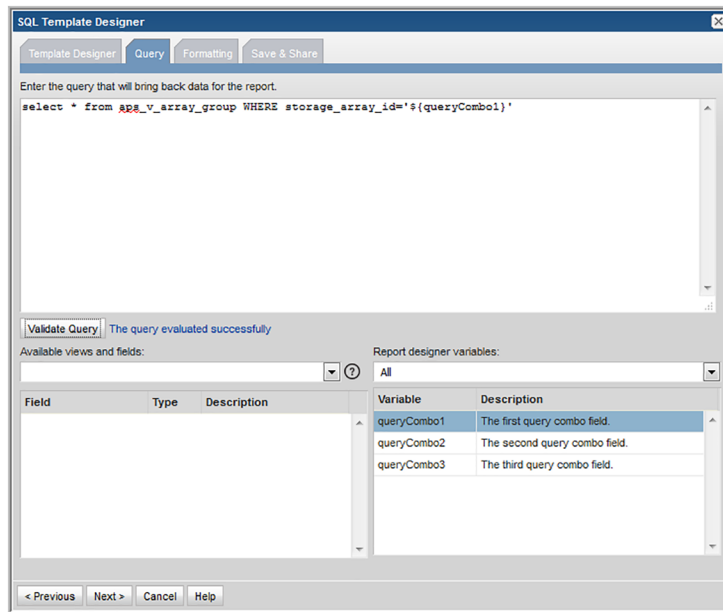 SQL Template Designer
Template Designer Query Formatting Save & Share
Enter the query that will bring back data for the report.
select * from aps_v_array_group WHERE storage_array_id='${queryCombo1}'
Validate Query The query evaluated successfully
Available views and fields: Report designer variables:
All
Field Type Description Variable Description
queryCombo1 The first query combo field.
queryCombo2 The second query combo field.
queryCombo3 The third query combo field.
< Previous Next > Cancel Help